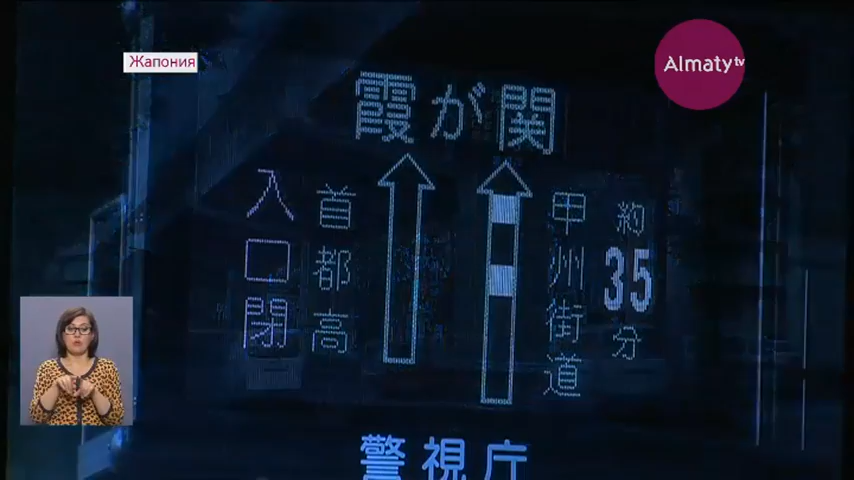 Жапония
Almaty tv
霞が関
入口閉
首都高
甲州街道
約35分
警視庁